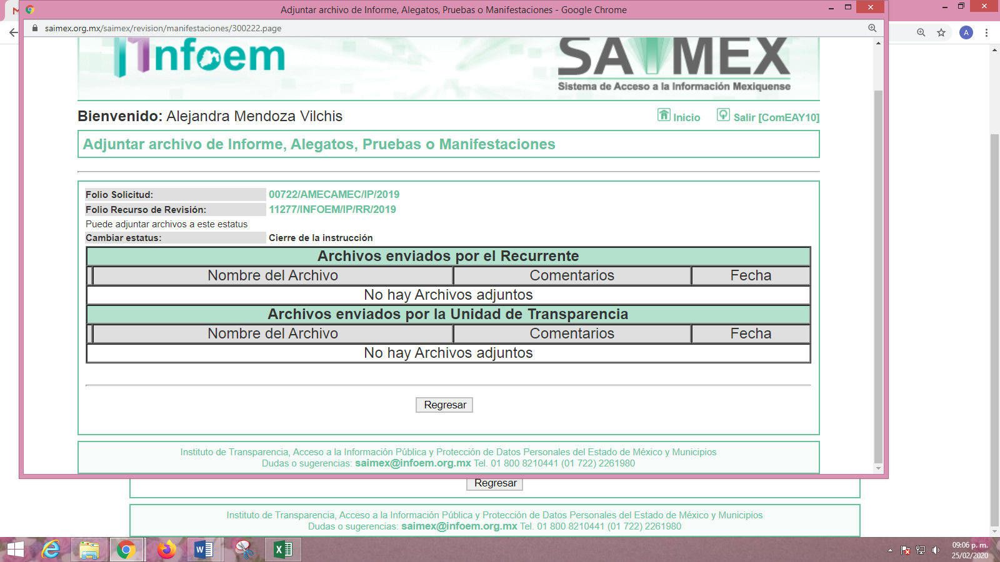 Adjuntar archivo de Informe, Alegatos, Pruebas o Manifestaciones - Google Chrome
saimex.org.mx/saimex/revision/manifestaciones/300222.page
A
Infoem
SAIMEX
Sistema de Acceso a la Información Mexiquense
Bienvenido: Alejandra Mendoza Vilchis
Inicio
Salir [ComEAY10]
Adjuntar archivo de Informe, Alegatos, Pruebas o Manifestaciones
Folio Solicitud: 00722/AMECAMEC/IP/2019
Folio Recurso de Revisión: 11277/INFOEM/IP/RR/2019
Puede adjuntar archivos a este estatus
Cambiar estatus: Cierre de la instrucción
Archivos enviados por el Recurrente
Nombre del Archivo Comentarios Fecha
No hay Archivos adjuntos
Archivos enviados por la Unidad de Transparencia
Nombre del Archivo Comentarios Fecha
No hay Archivos adjuntos
Regresar
Instituto de Transparencia, Acceso a la Información Pública y Protección de Datos Personales del Estado de México y Municipios
Dudas o sugerencias: saimex@infoem.org.mx Tel. 01 800 8210441 (01 722) 2261980
Regresar
Instituto de Transparencia, Acceso a la Información Pública y Protección de Datos Personales del Estado de México y Municipios
Dudas o sugerencias: saimex@infoem.org.mx Tel. 01 800 8210441 (01 722) 2261980
09:06 p. m.
25/02/2020